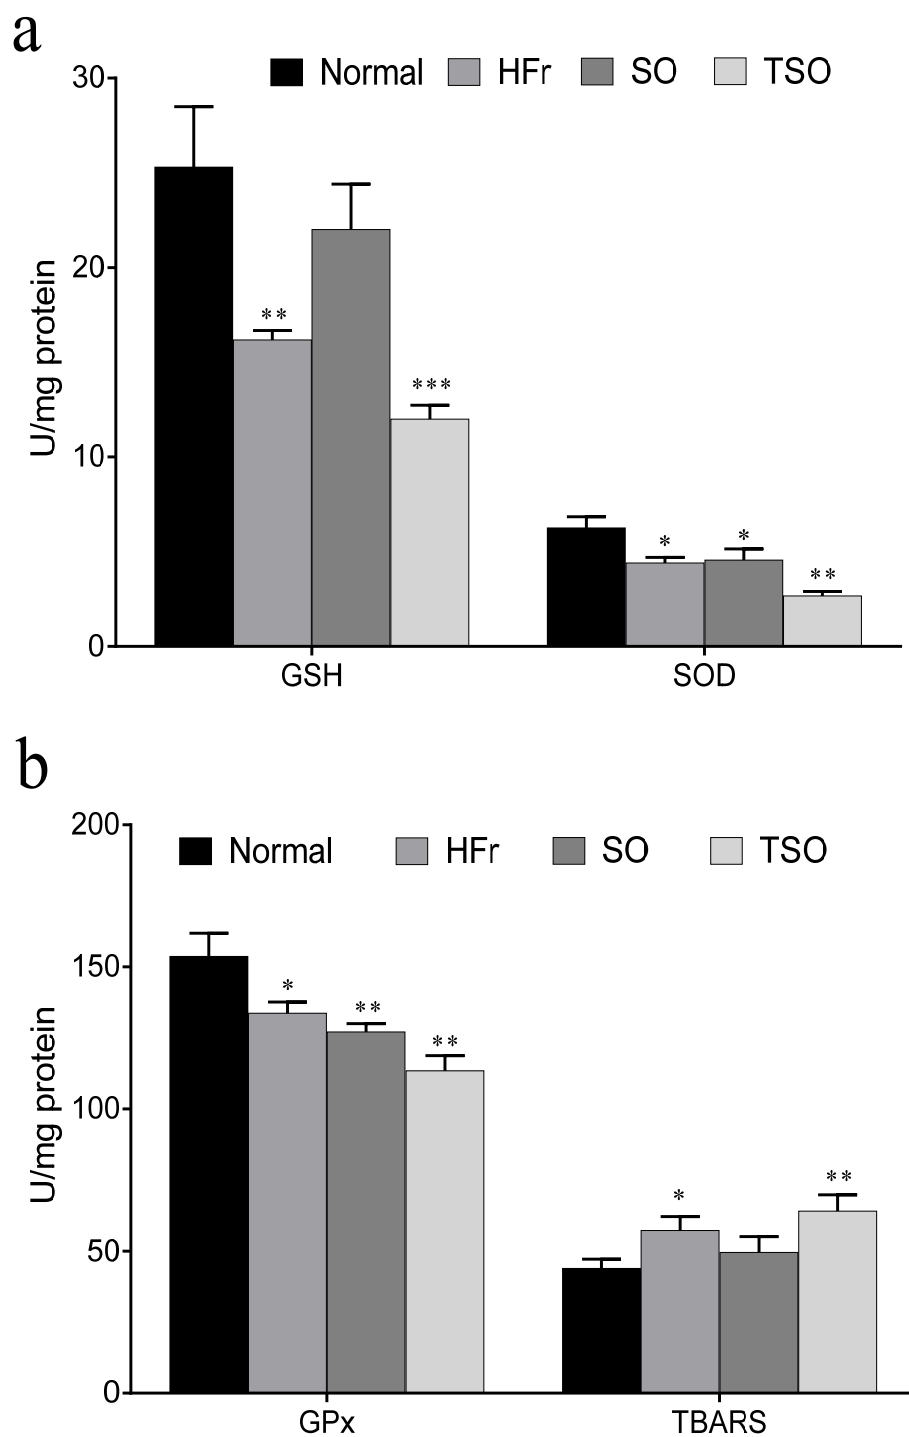 a
Normal HFr SO TSO
30
20
10
0
U/mg protein
**
***
*
*
**
GSH SOD
b
200
Normal HFr SO TSO
150
100
50
0
U/mg protein
*
**
**
*
**
GPx TBARS